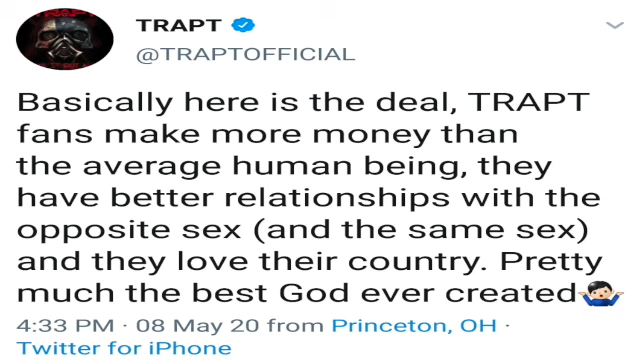 TRAPT
@TRAPTOFFICIAL
Basically here is the deal, TRAPT
fans make more money than
the average human being, they
have better relationships with the
opposite sex (and the same sex)
and they love their country. Pretty
much the best God ever created🤷🏻‍♂️
4:33 PM · 08 May 20 from Princeton, OH ·
Twitter for iPhone